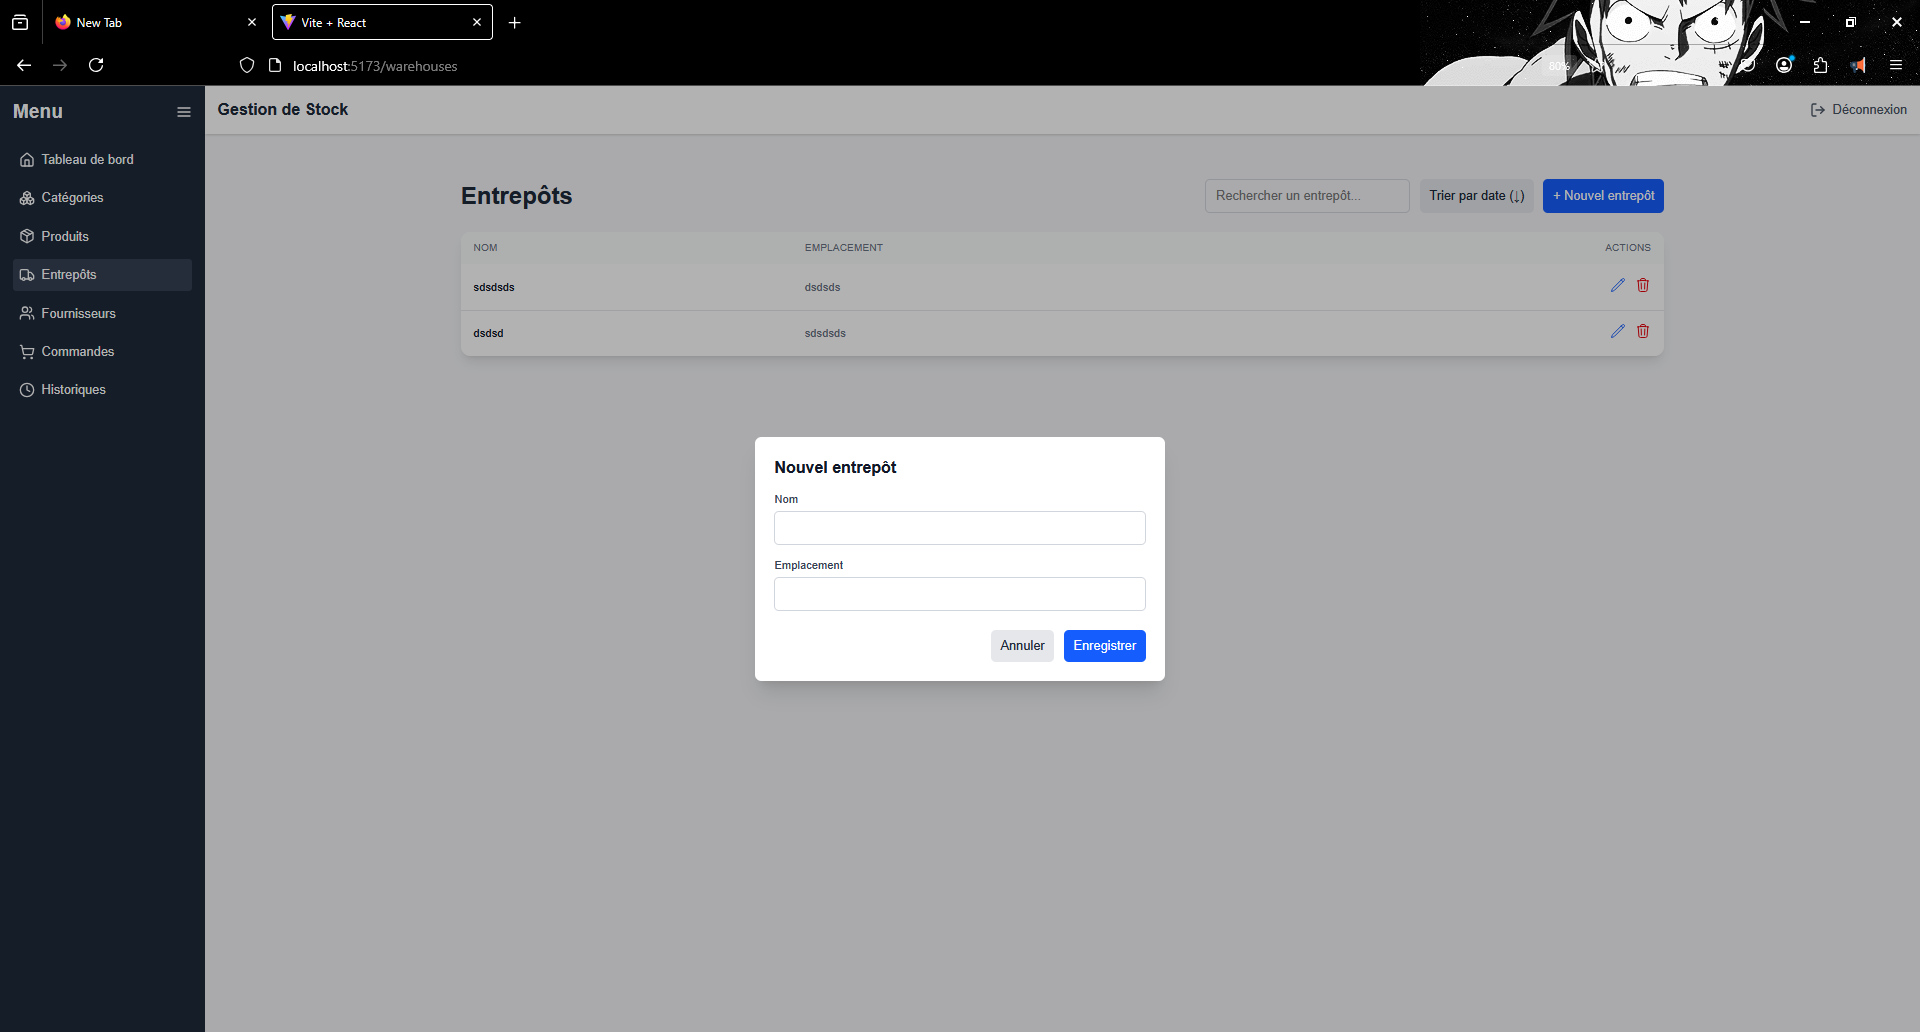 New Tab
Vite + React
localhost:5173/warehouses
80%
Menu
Gestion de Stock
Déconnexion
Tableau de bord
Catégories
Produits
Entrepôts
Fournisseurs
Commandes
Historiques
Entrepôts
Rechercher un entrepôt...
Trier par date (↓)
+ Nouvel entrepôt
NOM EMPLACEMENT ACTIONS
sdsdsds dsdsds
dsdsd sdsdsds
Nouvel entrepôt
Nom
Emplacement
Annuler Enregistrer